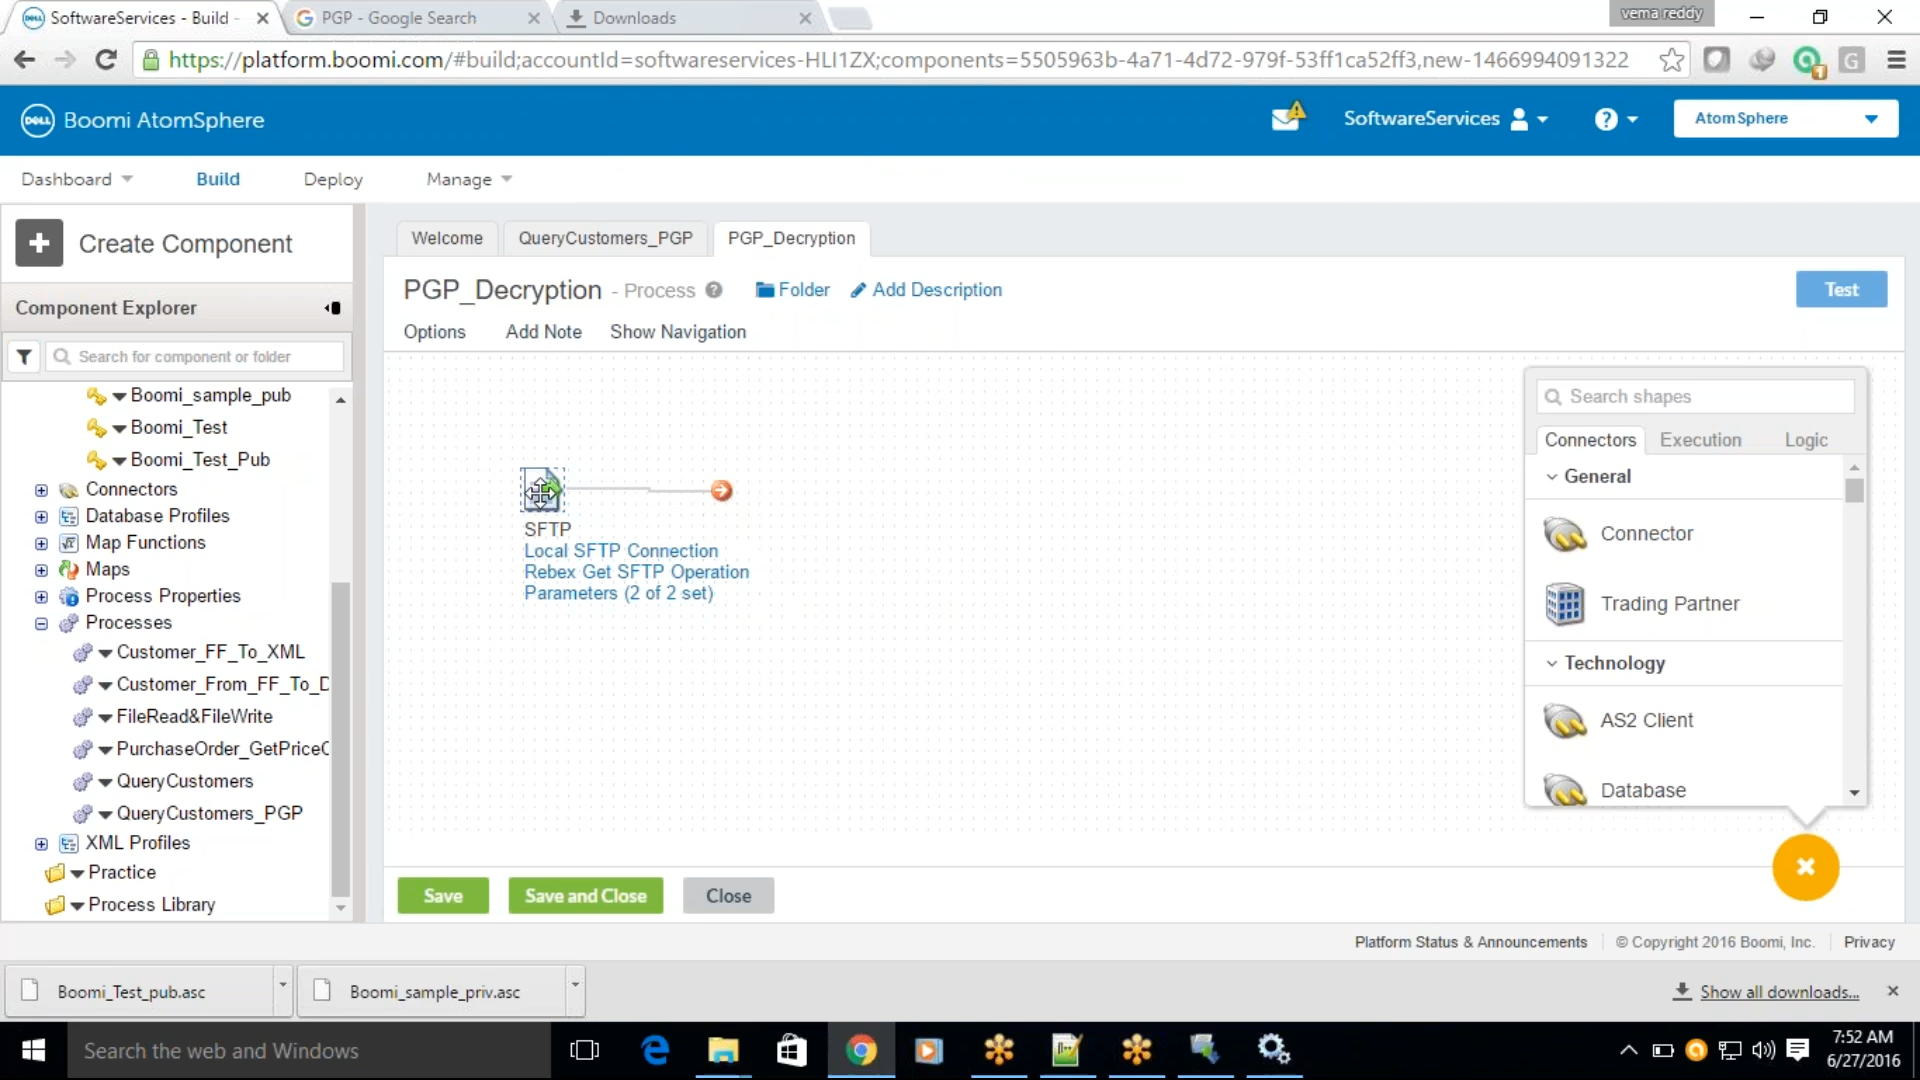 SoftwareServices - Build -
PGP - Google Search
Downloads
vema reddy
https://platform.boomi.com/#build;accountId=softwareservices-HLI1ZX;components=5505963b-4a71-4d72-979f-53ff1ca52ff3,new-1466994091322
DELL
Boomi AtomSphere
SoftwareServices
AtomSphere
Dashboard
Build
Deploy
Manage
Create Component
Component Explorer
Search for component or folder
Boomi_sample_pub
Boomi_Test
Boomi_Test_Pub
Connectors
Database Profiles
Map Functions
Maps
Process Properties
Processes
Customer_FF_To_XML
Customer_From_FF_To_D
FileRead&FileWrite
PurchaseOrder_GetPriceC
QueryCustomers
QueryCustomers_PGP
XML Profiles
Practice
Process Library
Welcome
QueryCustomers_PGP
PGP_Decryption
PGP_Decryption - Process
Folder
Add Description
Test
Options
Add Note
Show Navigation
SFTP
Local SFTP Connection
Rebex Get SFTP Operation
Parameters (2 of 2 set)
Search shapes
Connectors
Execution
Logic
General
Connector
Trading Partner
Technology
AS2 Client
Database
Save
Save and Close
Close
Platform Status & Announcements
© Copyright 2016 Boomi, Inc.
Privacy
Boomi_Test_pub.asc
Boomi_sample_priv.asc
Show all downloads...
Search the web and Windows
7:52 AM
6/27/2016